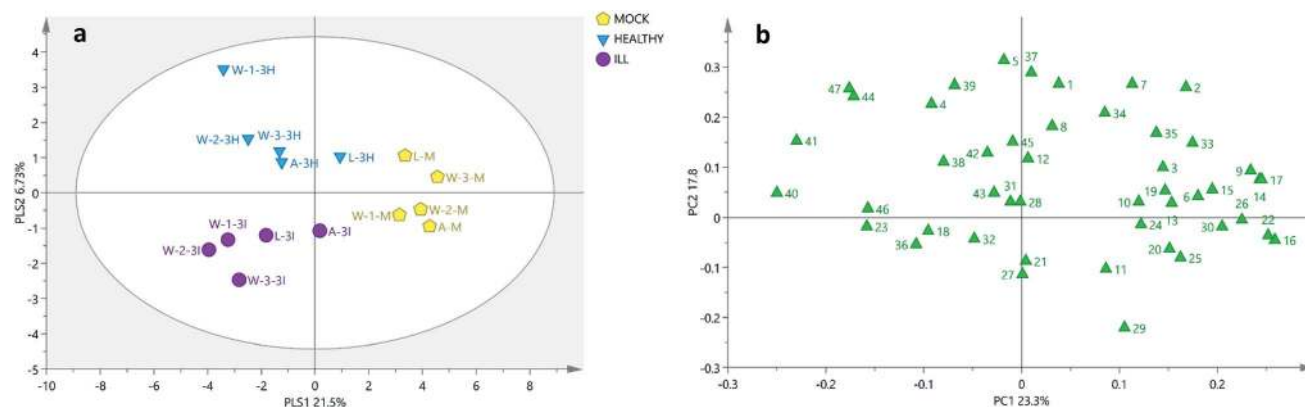 a
MOCK
HEALTHY
ILL
4
3
2
1
0
-1
-2
-3
-4
-5
PLS2 6.73%
W-1-3H
W-2-3H
W-3-3H
A-3H
L-3H
L-M
W-3-M
W-1-M
W-2-M
A-M
W-1-3I
L-3I
A-3I
W-2-3I
W-3-3I
-10 -8 -6 -4 -2 0 2 4 6 8
PLS1 21.5%
b
0.3
0.2
0.1
0
-0.1
-0.2
-0.3
PC2 17.8
5 37 1 7 2
47 44 39 4 34
8 35 33
41 45 42 12 38 3
9 17 14
40 43 31 28 19 15 6 10 13 26
46 23 18 36 32 24 30 22 16
20 25
21 27 11
29
-0.3 -0.2 -0.1 0 0.1 0.2
PC1 23.3%